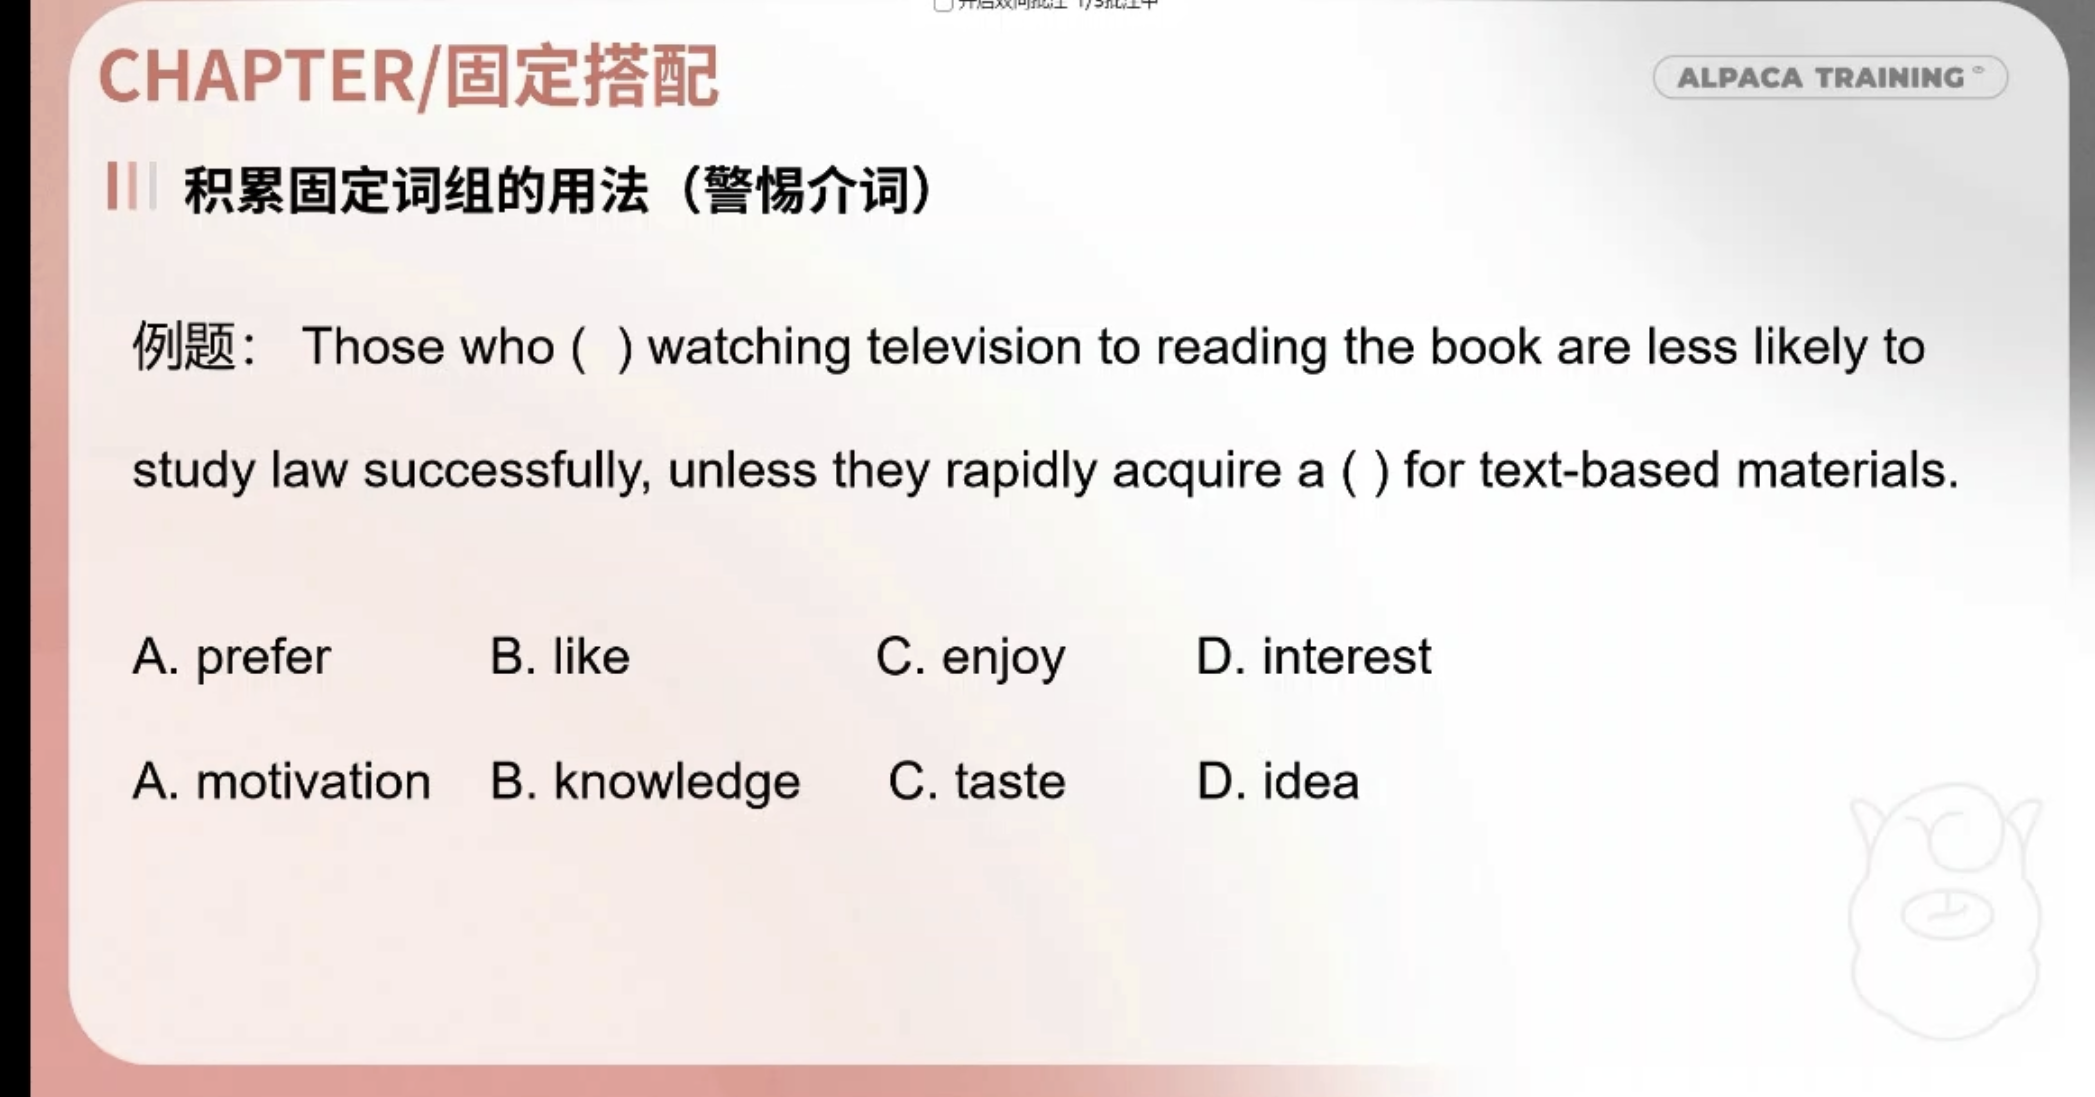 CHAPTER/固定搭配
ALPACA TRAINING
积累固定词组的用法（警惕介词）
例题： Those who ( ) watching television to reading the book are less likely to
study law successfully, unless they rapidly acquire a ( ) for text-based materials.
A. prefer B. like C. enjoy D. interest
A. motivation B. knowledge C. taste D. idea